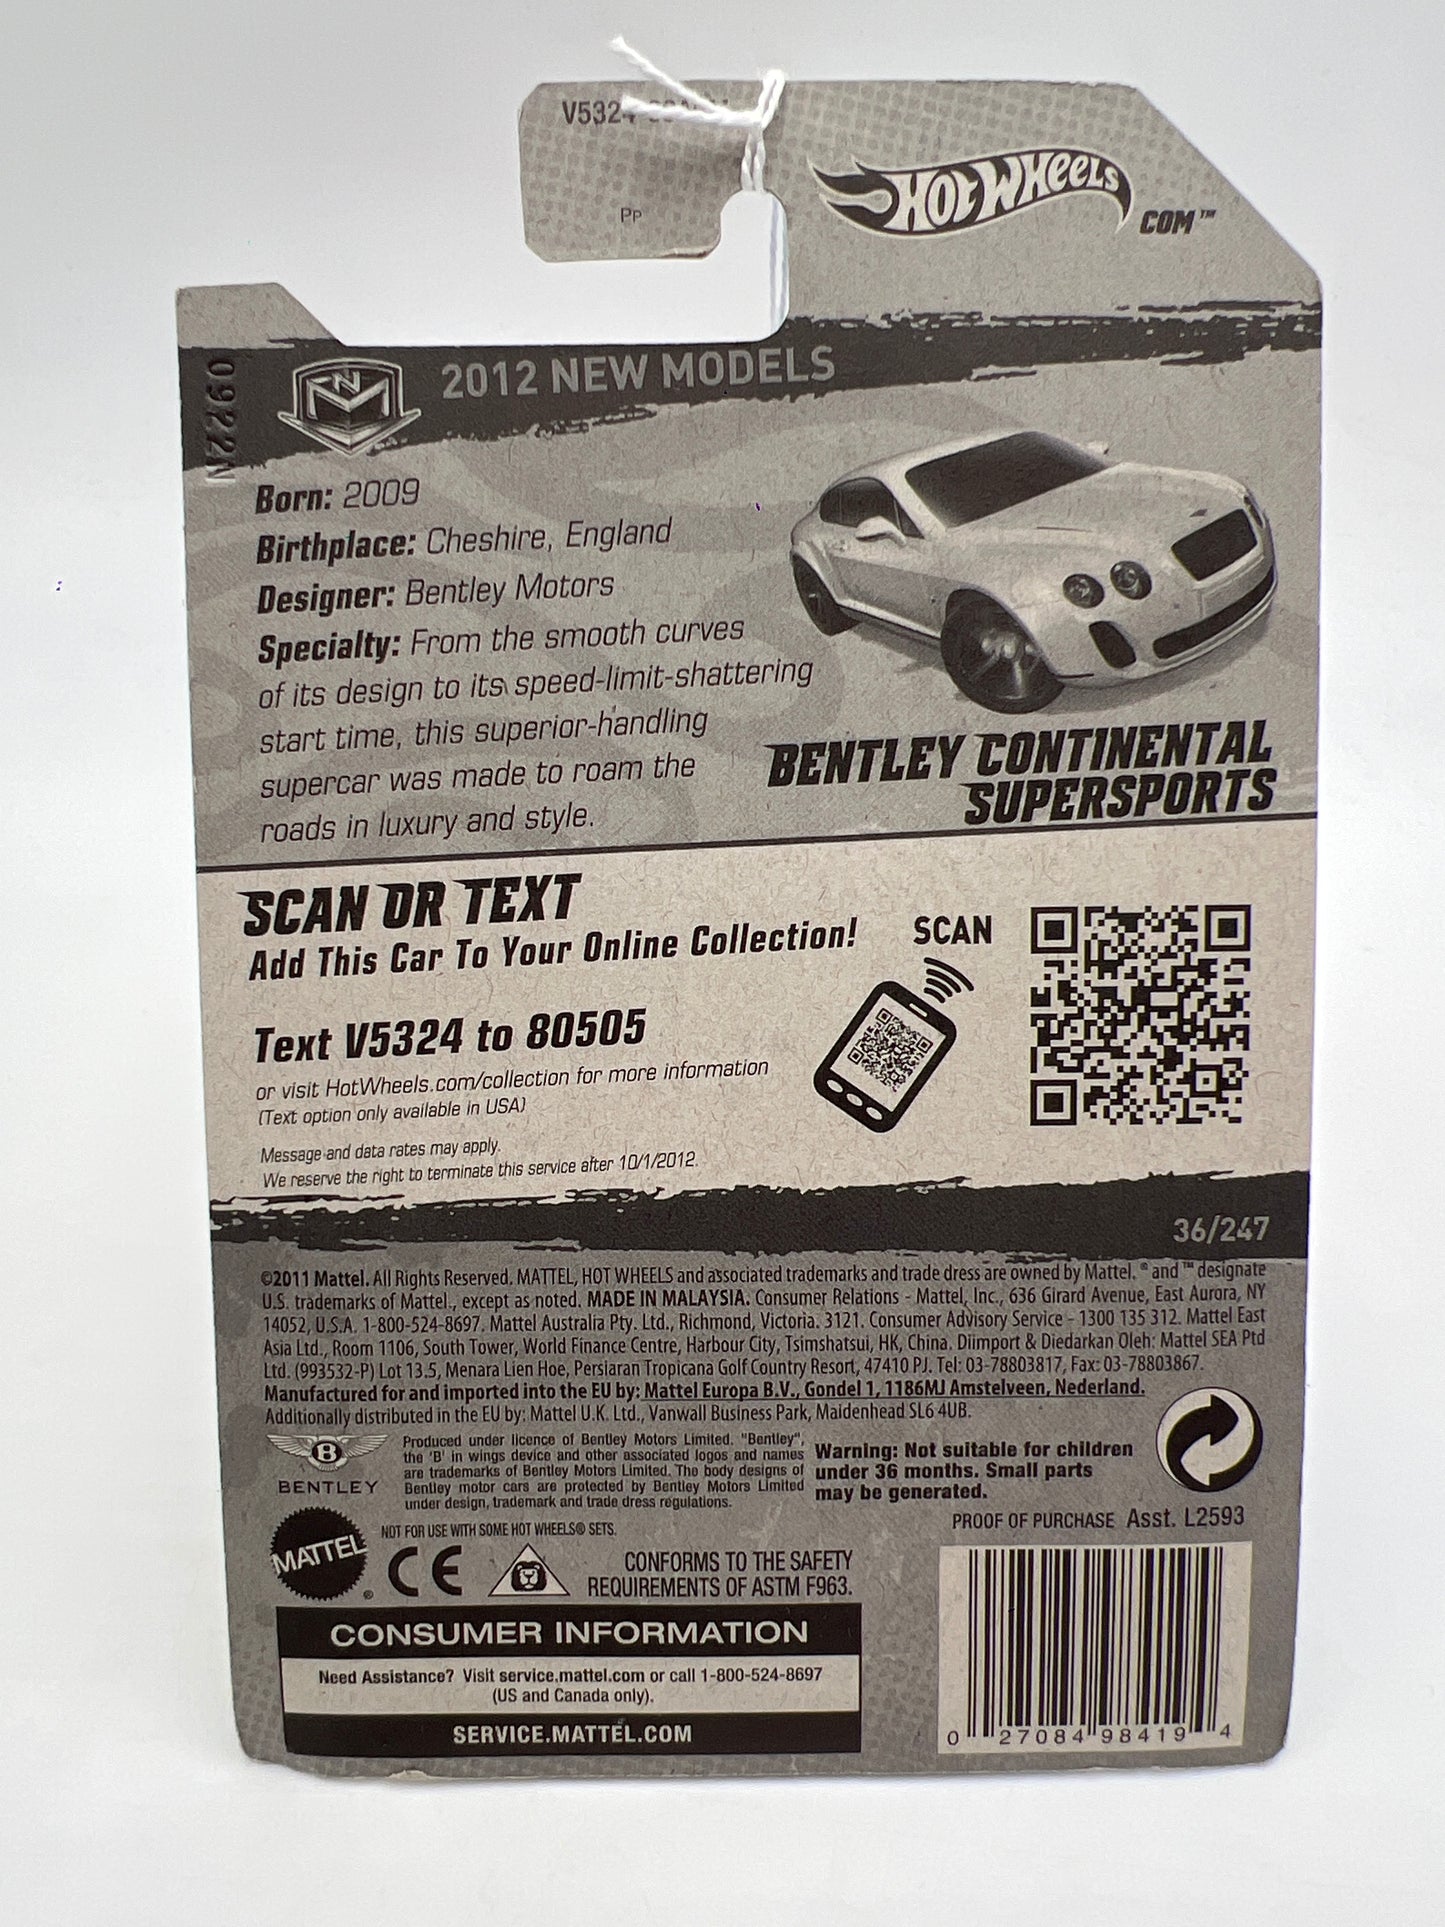 V5324
Pp
HOT WHEELS
.COM™
0922N
NM
2012 NEW MODELS
Born: 2009
Birthplace: Cheshire, England
Designer: Bentley Motors
Specialty: From the smooth curves
of its design to its speed-limit-shattering
start time, this superior-handling
supercar was made to roam the
roads in luxury and style.
BENTLEY CONTINENTAL
SUPERSPORTS
SCAN OR TEXT
Add This Car To Your Online Collection!
SCAN
Text V5324 to 80505
or visit HotWheels.com/collection for more information
(Text option only available in USA)
Message and data rates may apply.
We reserve the right to terminate this service after 10/1/2012.
36/247
©2011 Mattel. All Rights Reserved. MATTEL, HOT WHEELS and associated trademarks and trade dress are owned by Mattel. ® and ™ designate
U.S. trademarks of Mattel., except as noted. MADE IN MALAYSIA. Consumer Relations - Mattel, Inc., 636 Girard Avenue, East Aurora, NY
14052, U.S.A. 1-800-524-8697. Mattel Australia Pty. Ltd., Richmond, Victoria. 3121. Consumer Advisory Service - 1300 135 312. Mattel East
Asia Ltd., Room 1106, South Tower, World Finance Centre, Harbour City, Tsimshatsui, HK, China. Diimport & Diedarkan Oleh: Mattel SEA Ptd
Ltd. (993532-P) Lot 13.5, Menara Lien Hoe, Persiaran Tropicana Golf Country Resort, 47410 PJ. Tel: 03-78803817, Fax: 03-78803867.
Manufactured for and imported into the EU by: Mattel Europa B.V., Gondel 1, 1186MJ Amstelveen, Nederland.
Additionally distributed in the EU by: Mattel U.K. Ltd., Vanwall Business Park, Maidenhead SL6 4UB.
B
BENTLEY
Produced under licence of Bentley Motors Limited. "Bentley",
the 'B' in wings device and other associated logos and names
are trademarks of Bentley Motors Limited. The body designs of
Bentley motor cars are protected by Bentley Motors Limited
under design, trademark and trade dress regulations.
Warning: Not suitable for children
under 36 months. Small parts
may be generated.
PROOF OF PURCHASE Asst. L2593
NOT FOR USE WITH SOME HOT WHEELS® SETS.
MATTEL®
CE
CONFORMS TO THE SAFETY
REQUIREMENTS OF ASTM F963.
CONSUMER INFORMATION
Need Assistance? Visit service.mattel.com or call 1-800-524-8697
(US and Canada only).
SERVICE.MATTEL.COM
0 27084 98419 4